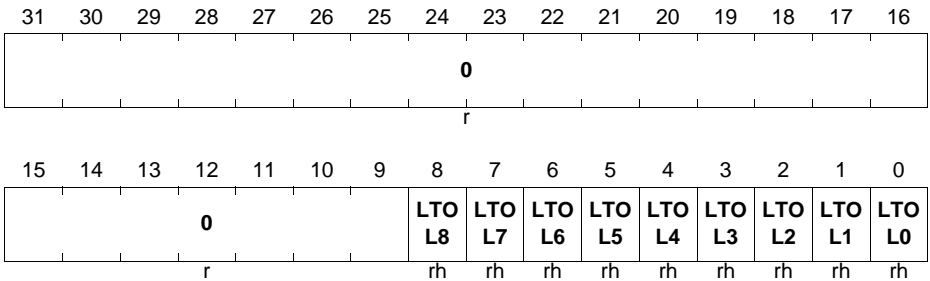 31 30 29 28 27 26 25 24 23 22 21 20 19 18 17 16
0
r
15 14 13 12 11 10 9 8 7 6 5 4 3 2 1 0
0 LTO L8 LTO L7 LTO L6 LTO L5 LTO L4 LTO L3 LTO L2 LTO L1 LTO L0
r rh rh rh rh rh rh rh rh rh